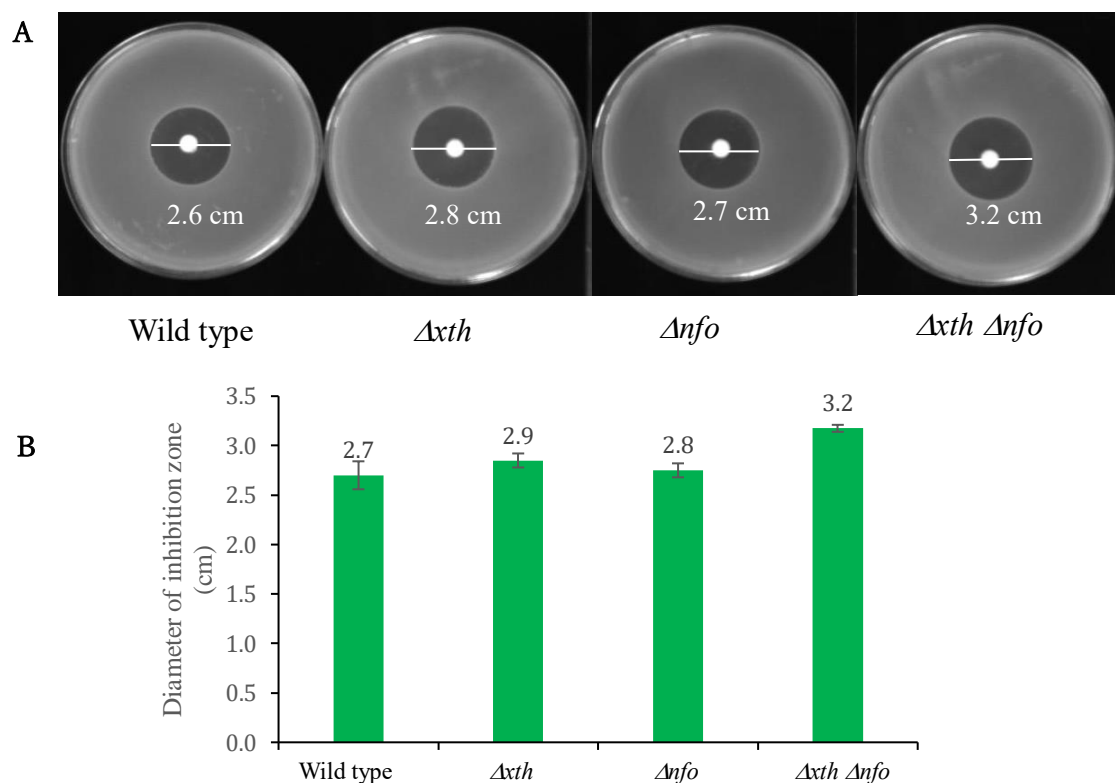 A
2.6 cm
2.8 cm
2.7 cm
3.2 cm
Wild type
Δxth
Δnfo
Δxth Δnfo
B
Diameter of inhibition zone
(cm)
3.5
3.0
2.5
2.0
1.5
1.0
0.5
0.0
2.7
2.9
2.8
3.2
Wild type
Δxth
Δnfo
Δxth Δnfo